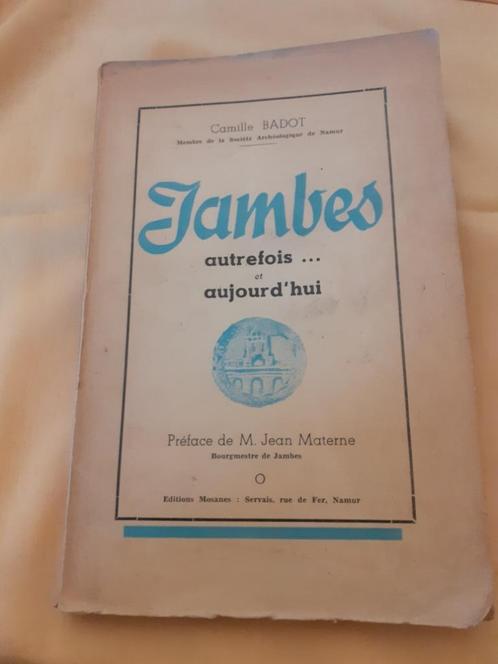 Camille BADOT
Membre de la Société Archéologique de Namur
Jambes
autrefois ...
et
aujourd'hui
Préface de M. Jean Materne
Bourgmestre de Jambes
O
Editions Mosanes : Servais, rue de Fer, Namur